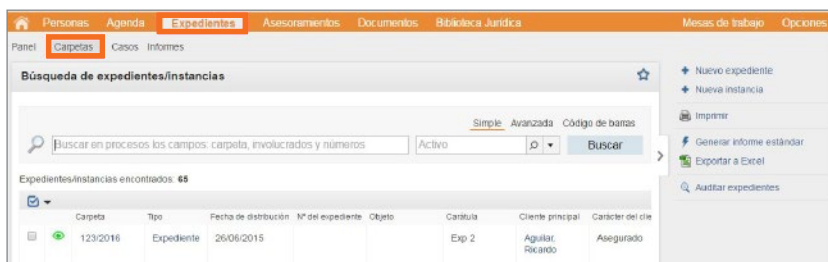 Personas Agenda Expedientes Asesoramientos Documentos Biblioteca Jurídica Mesas de trabajo Opciones
Panel Carpetas Casos Informes
Búsqueda de expedientes/instancias
Nuevo expediente
Nueva instancia
Simple Avanzada Código de barras
Imprimir
Buscar en procesos los campos: carpeta, involucrados y números Activo Buscar
Generar informe estándar
Exportar a Excel
Expedientes/instancias encontrados: 65
Auditar expedientes
Carpeta Tipo Fecha de distribución Nº del expediente Objeto Carátula Cliente principal Carácter del clie
123/2016 Expediente 26/06/2015 Exp 2 Aguilar, Asegurado
Ricardo